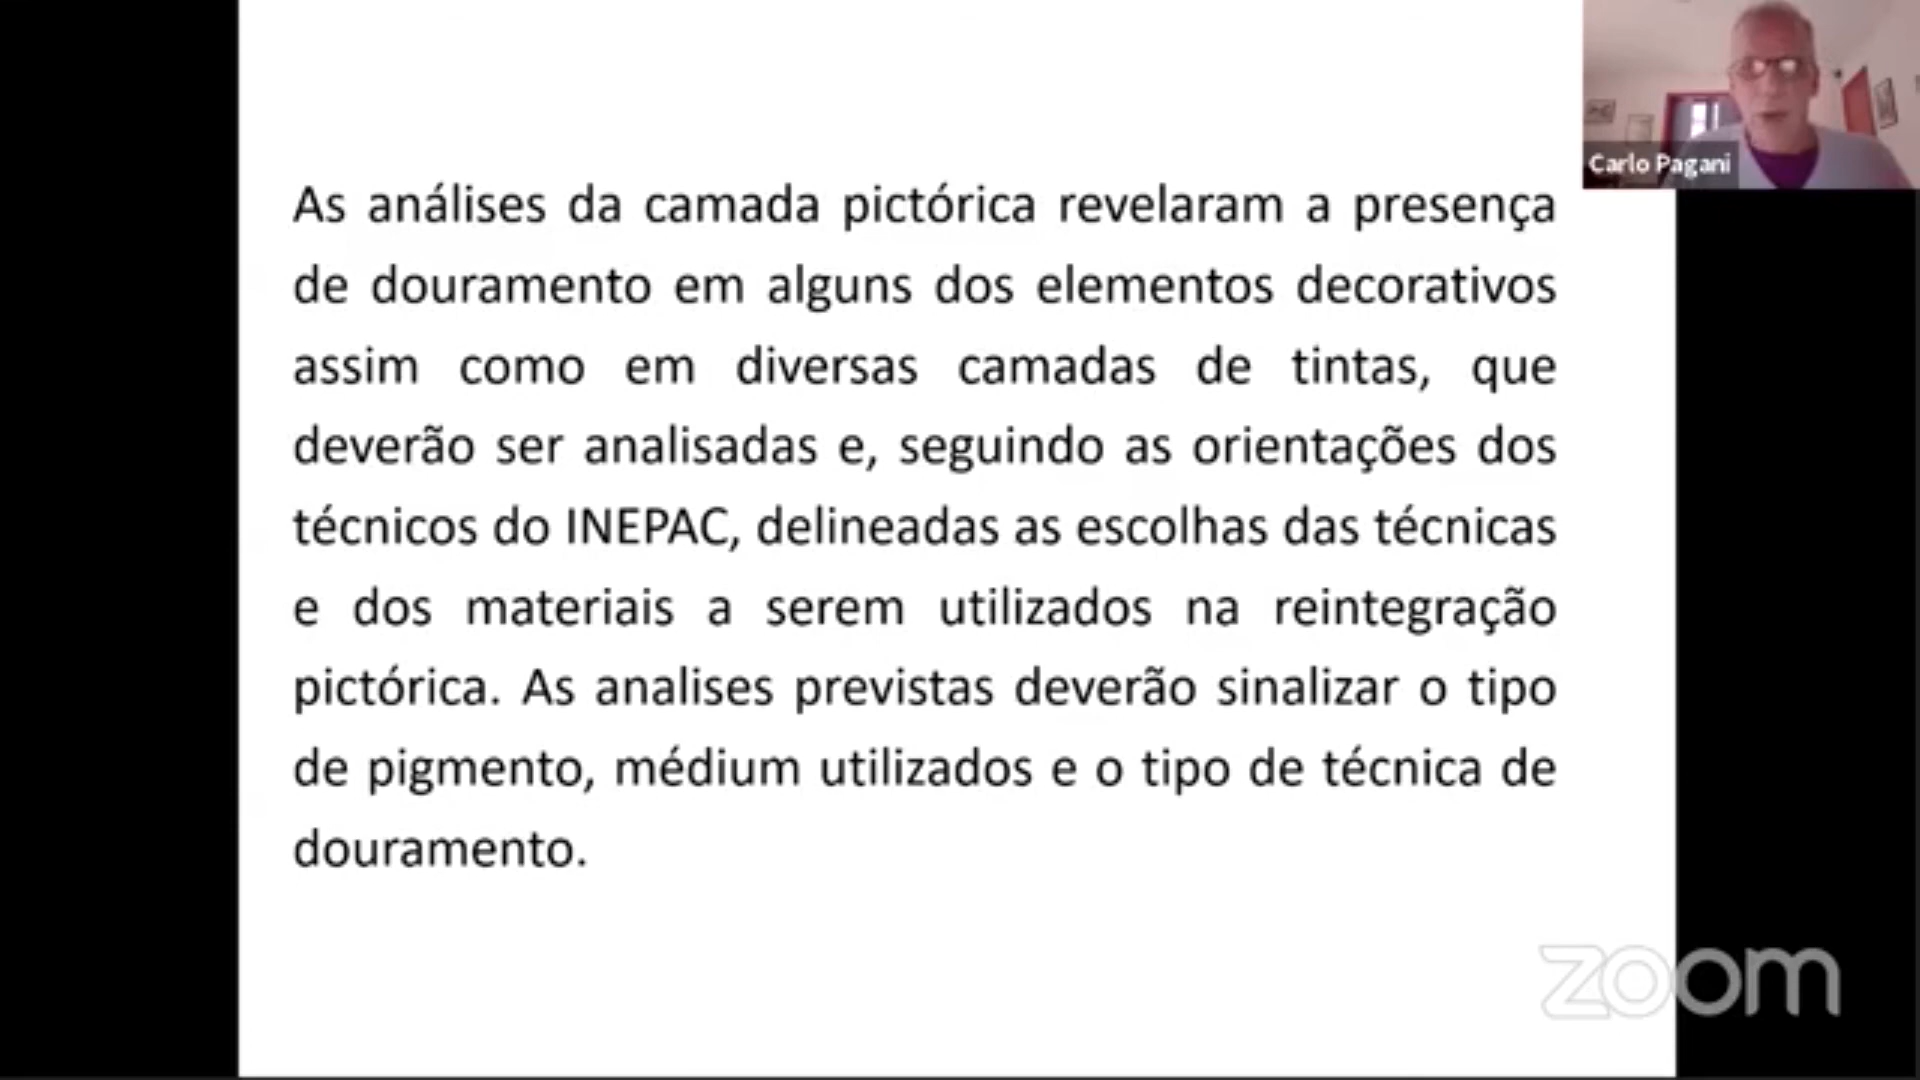 As análises da camada pictórica revelaram a presença
de douramento em alguns dos elementos decorativos
assim como em diversas camadas de tintas, que
deverão ser analisadas e, seguindo as orientações dos
técnicos do INEPAC, delineadas as escolhas das técnicas
e dos materiais a serem utilizados na reintegração
pictórica. As analises previstas deverão sinalizar o tipo
de pigmento, médium utilizados e o tipo de técnica de
douramento.
Carlo Pagani
zoom